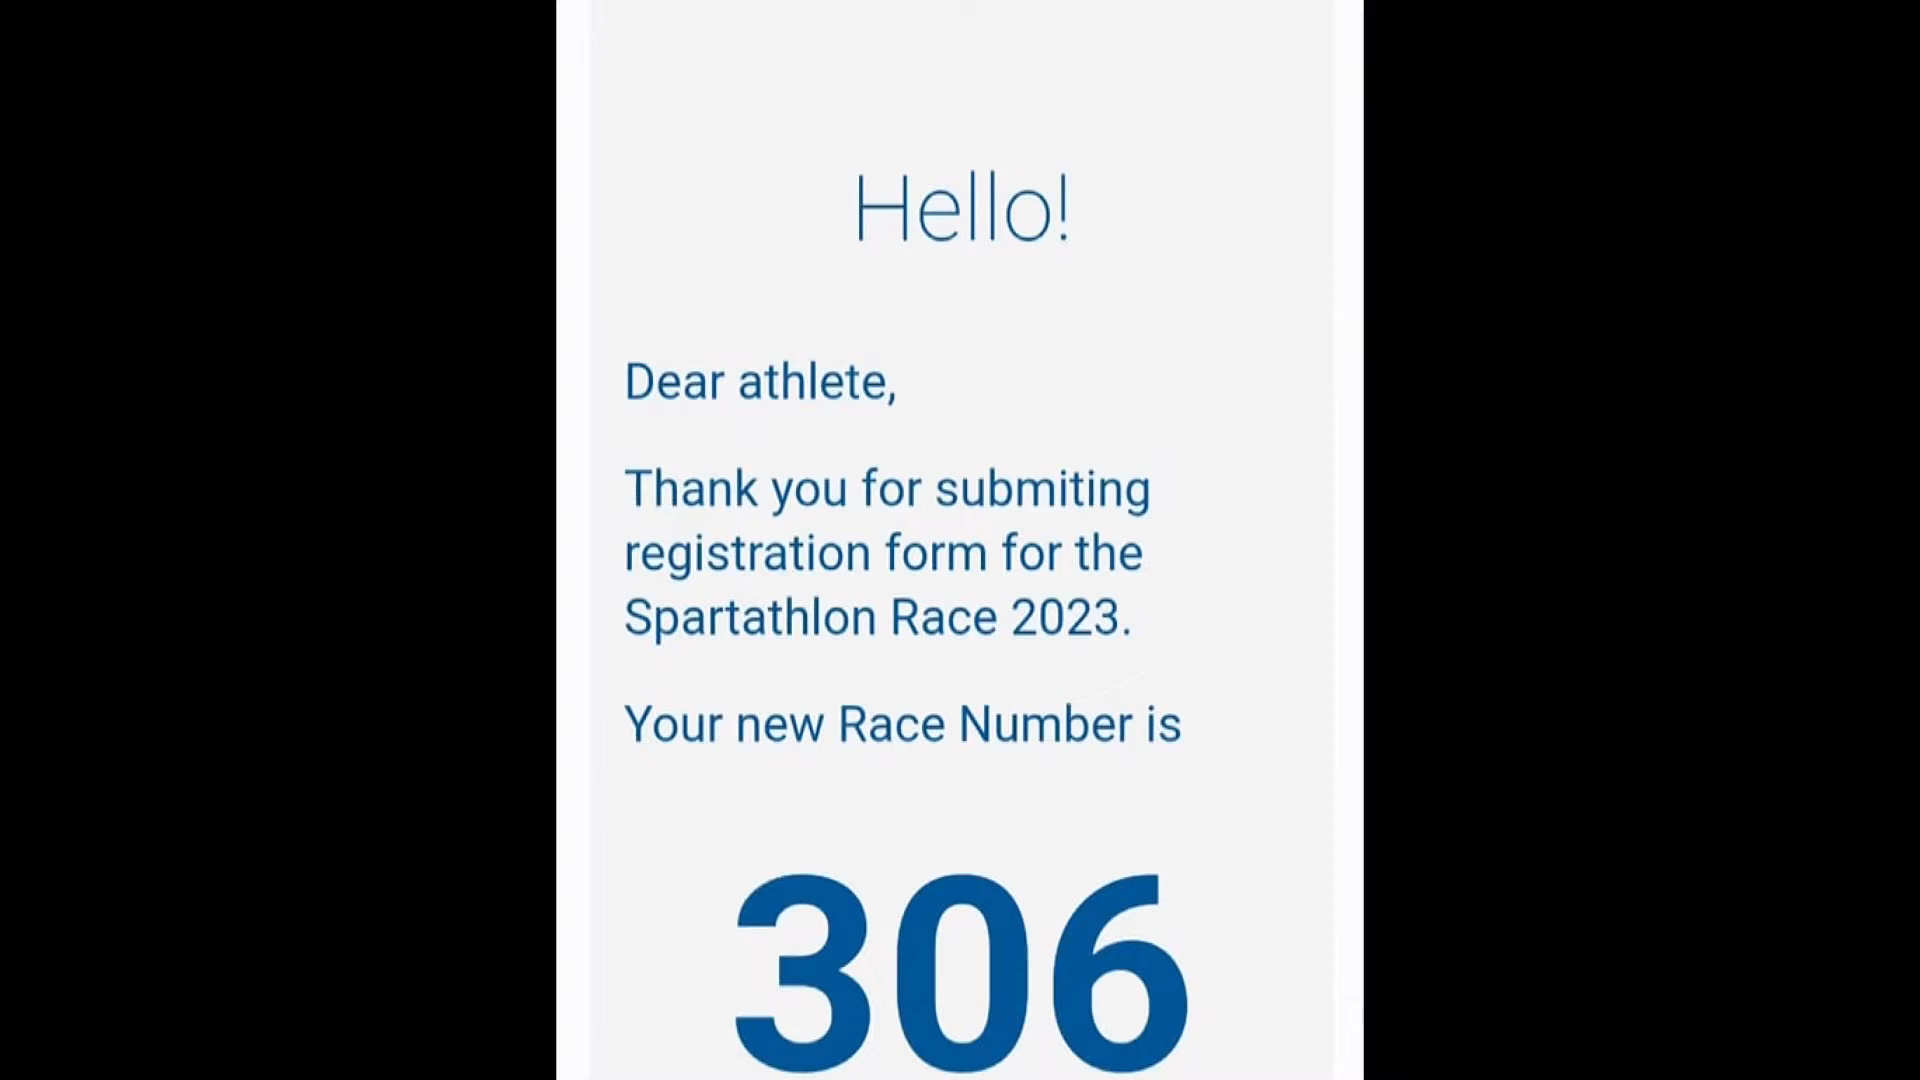 Hello!
Dear athlete,
Thank you for submiting
registration form for the
Spartathlon Race 2023.
Your new Race Number is
306